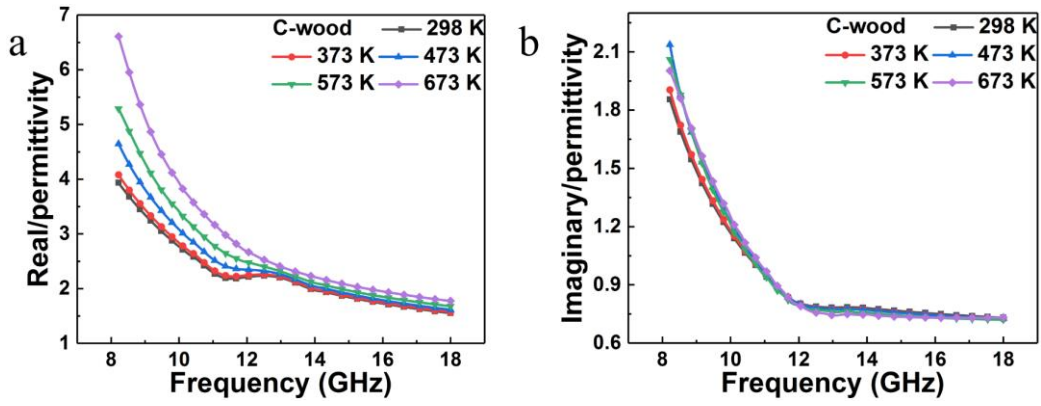 a
C-wood 298 K
373 K 473 K
573 K 673 K
7
6
5
4
3
2
1
Real/permittivity
8 10 12 14 16 18
Frequency (GHz)
b
C-wood 298 K
373 K 473 K
573 K 673 K
2.1
1.8
1.5
1.2
0.9
0.6
Imaginary/permittivity
8 10 12 14 16 18
Frequency (GHz)